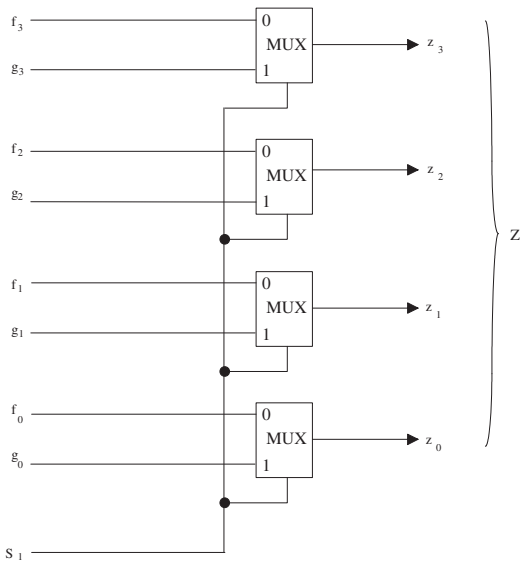 f3 0
MUX z3
g3 1
f2 0
MUX z2
g2 1
Z
f1 0
MUX z1
g1 1
f0 0
MUX z0
g0 1
S1